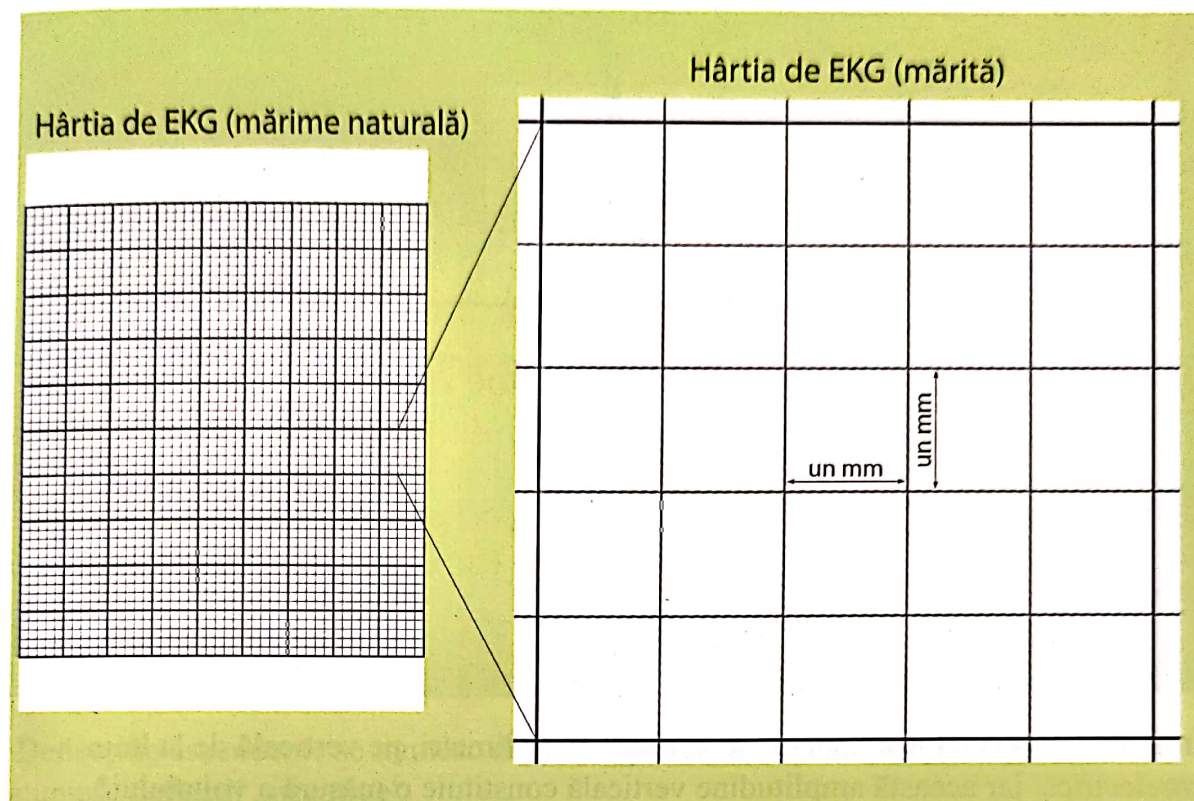 Hârtia de EKG (mărită)
Hârtia de EKG (mărime naturală)
un mm
un mm